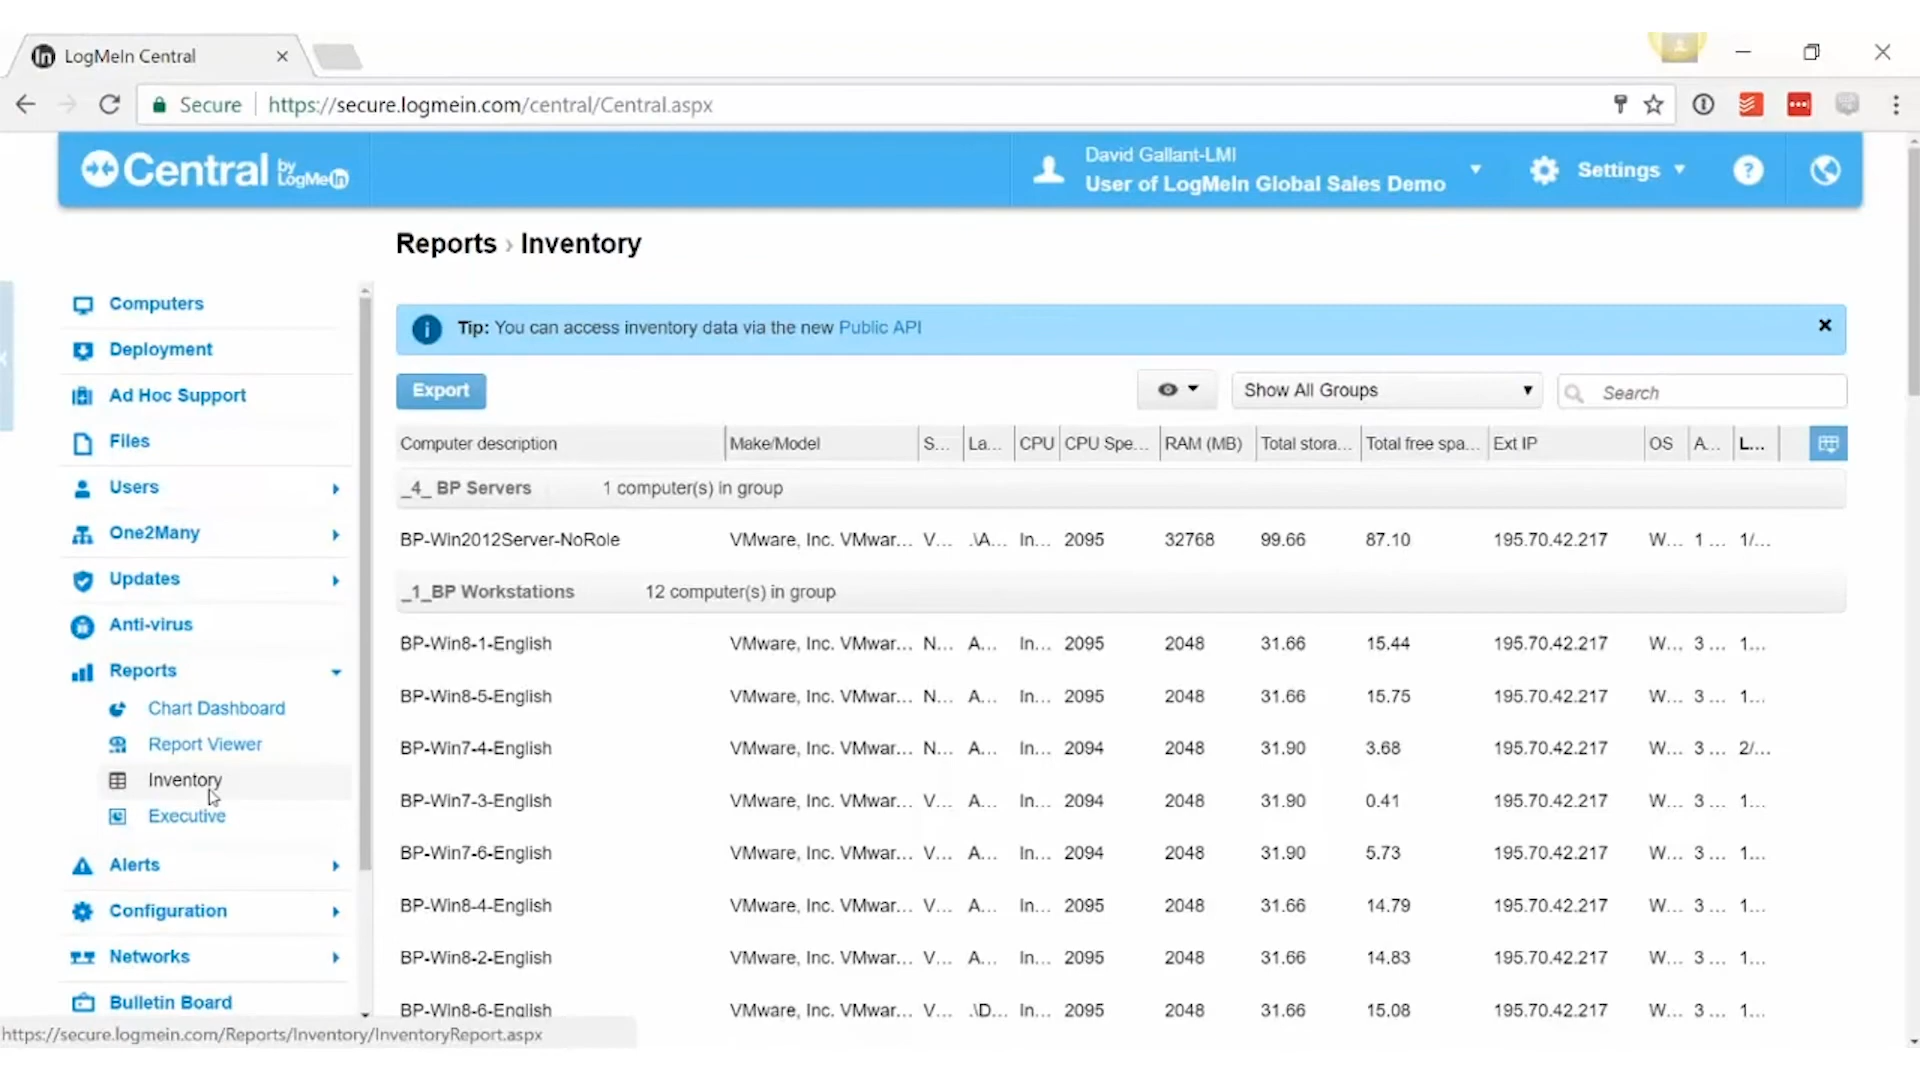 LogMeIn Central
Secure
https://secure.logmein.com/central/Central.aspx
Central by LogMeIn
David Gallant-LMI
User of LogMeIn Global Sales Demo
Settings
?
Reports › Inventory
Computers
Deployment
Ad Hoc Support
Files
Users
One2Many
Updates
Anti-virus
Reports
Chart Dashboard
Report Viewer
Inventory
Executive
Alerts
Configuration
Networks
Bulletin Board
Tip: You can access inventory data via the new Public API
Export
Show All Groups
Search
Computer description Make/Model S... La... CPU CPU Spe... RAM (MB) Total stora... Total free spa... Ext IP OS A... L...
_4_ BP Servers 1 computer(s) in group
BP-Win2012Server-NoRole VMware, Inc. VMwar... V... .\A... In... 2095 32768 99.66 87.10 195.70.42.217 W... 1 ... 1/...
_1_BP Workstations 12 computer(s) in group
BP-Win8-1-English VMware, Inc. VMwar... N... A... In... 2095 2048 31.66 15.44 195.70.42.217 W... 3 ... 1...
BP-Win8-5-English VMware, Inc. VMwar... N... A... In... 2095 2048 31.66 15.75 195.70.42.217 W... 3 ... 1...
BP-Win7-4-English VMware, Inc. VMwar... N... A... In... 2094 2048 31.90 3.68 195.70.42.217 W... 3 ... 2/...
BP-Win7-3-English VMware, Inc. VMwar... V... A... In... 2094 2048 31.90 0.41 195.70.42.217 W... 3 ... 1...
BP-Win7-6-English VMware, Inc. VMwar... V... A... In... 2094 2048 31.90 5.73 195.70.42.217 W... 3 ... 1...
BP-Win8-4-English VMware, Inc. VMwar... V... A... In... 2095 2048 31.66 14.79 195.70.42.217 W... 3 ... 1...
BP-Win8-2-English VMware, Inc. VMwar... V... A... In... 2095 2048 31.66 14.83 195.70.42.217 W... 3 ... 1...
BP-Win8-6-English VMware, Inc. VMwar... V... .\D... In... 2095 2048 31.66 15.08 195.70.42.217 W... 3 ... 1...
https://secure.logmein.com/Reports/Inventory/InventoryReport.aspx